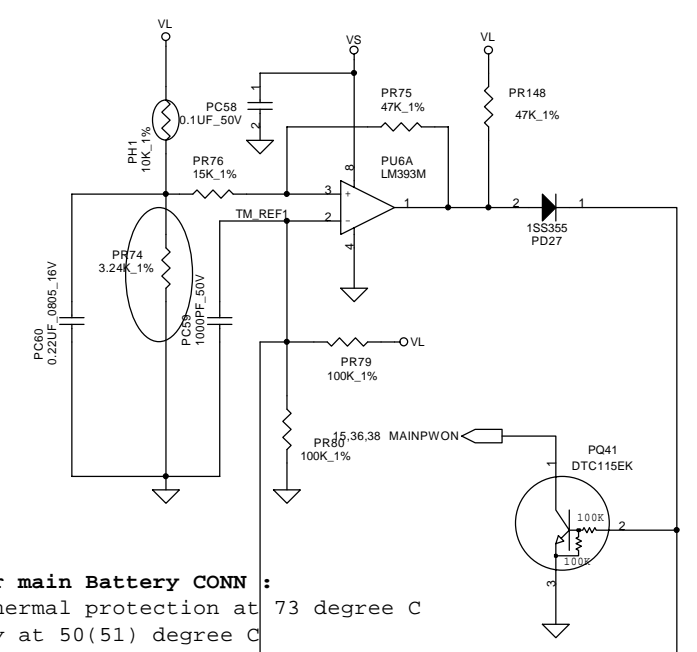 VL
VS
VL
PH1
10K_1%
1
PC58
0.1UF_50V
2
PR75
47K_1%
PR148
47K_1%
PR76
15K_1%
8
PU6A
LM393M
3
+
1
2
-
4
TM_REF1
2
1
1SS355
PD27
PR74
3.24K_1%
PC60
0.22UF_0805_16V
PC59
1000PF_50V
VL
PR79
100K_1%
PR80
100K_1%
15,36,38 MAINPWON
1
PQ41
DTC115EK
100K
2
100K
3
main Battery CONN :
protection at 73 degree C
at 50(51) degree C